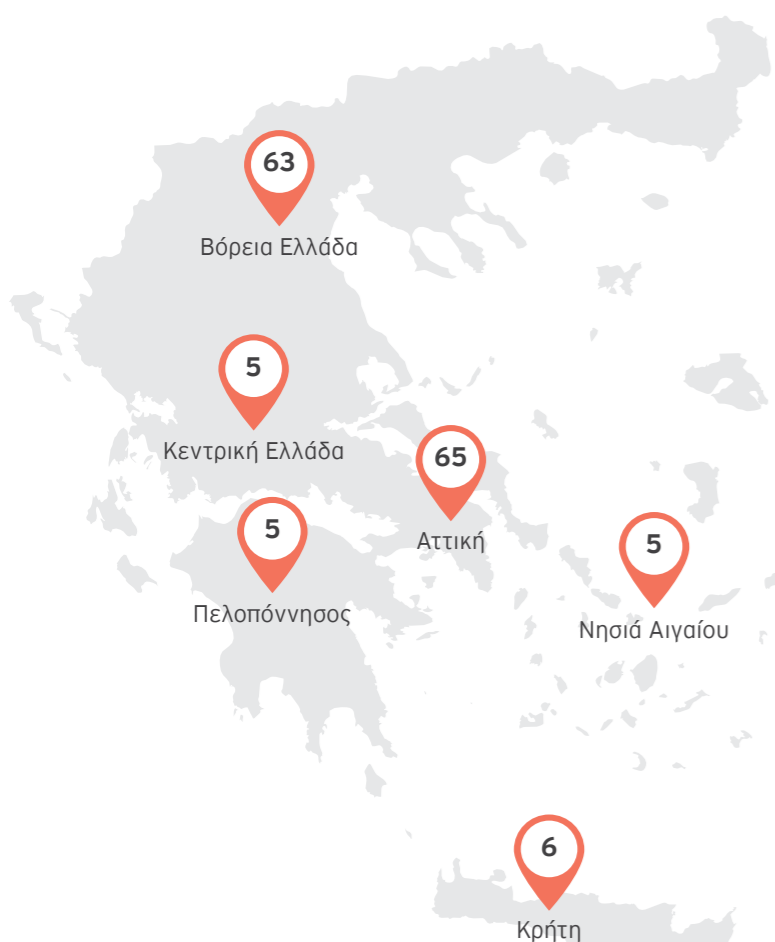 63
Βόρεια Ελλάδα
5
Κεντρική Ελλάδα
65
Αττική
5
Πελοπόννησος
5
Νησιά Αιγαίου
6
Κρήτη